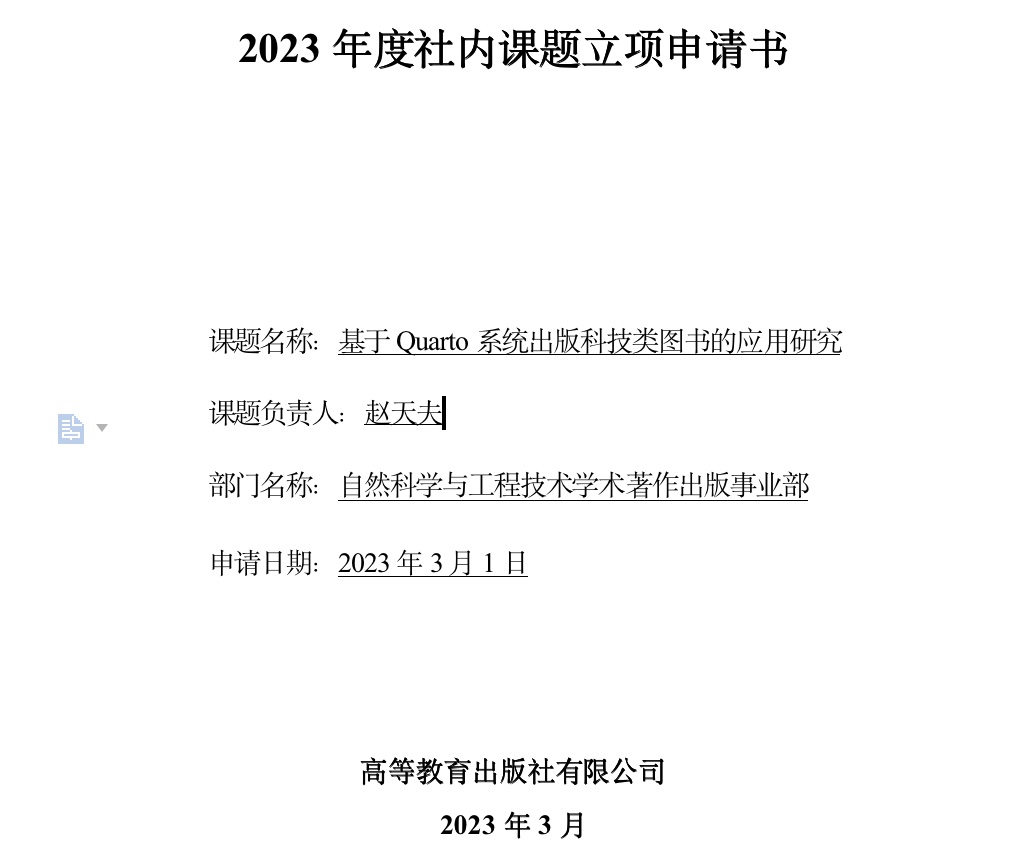 2023 年度社内课题立项申请书
课题名称：基于 Quarto 系统出版科技类图书的应用研究
课题负责人：赵天夫
部门名称：自然科学与工程技术学术著作出版事业部
申请日期：2023 年 3 月 1 日
高等教育出版社有限公司
2023 年 3 月